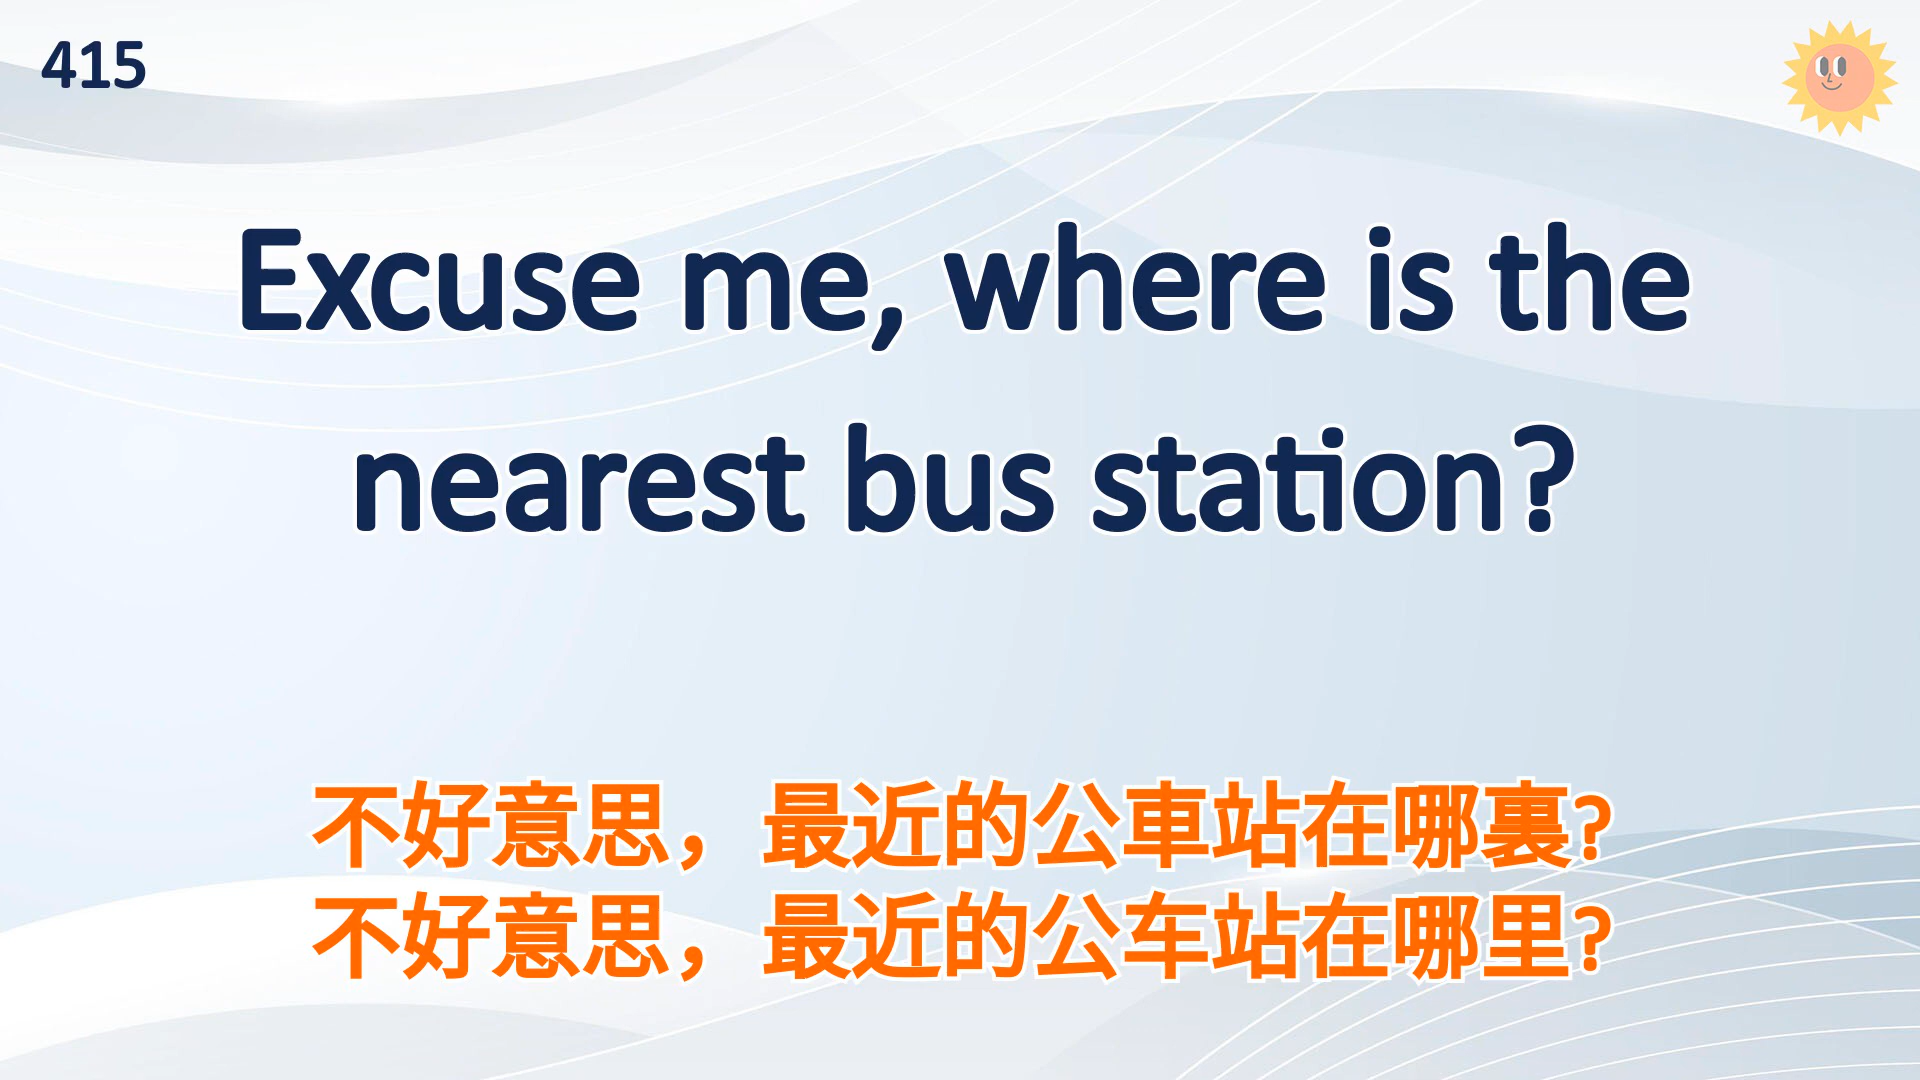 415
Excuse me, where is the
nearest bus station?
不好意思，最近的公車站在哪裏?
不好意思，最近的公车站在哪里?